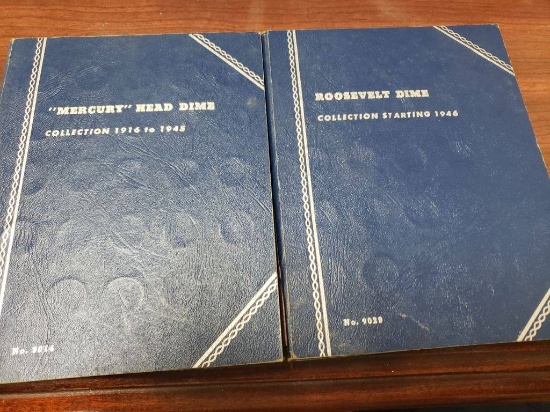 "MERCURY" HEAD DIME
COLLECTION 1916 to 1945
No. 9014
ROOSEVELT DIME
COLLECTION STARTING 1946
No. 9029